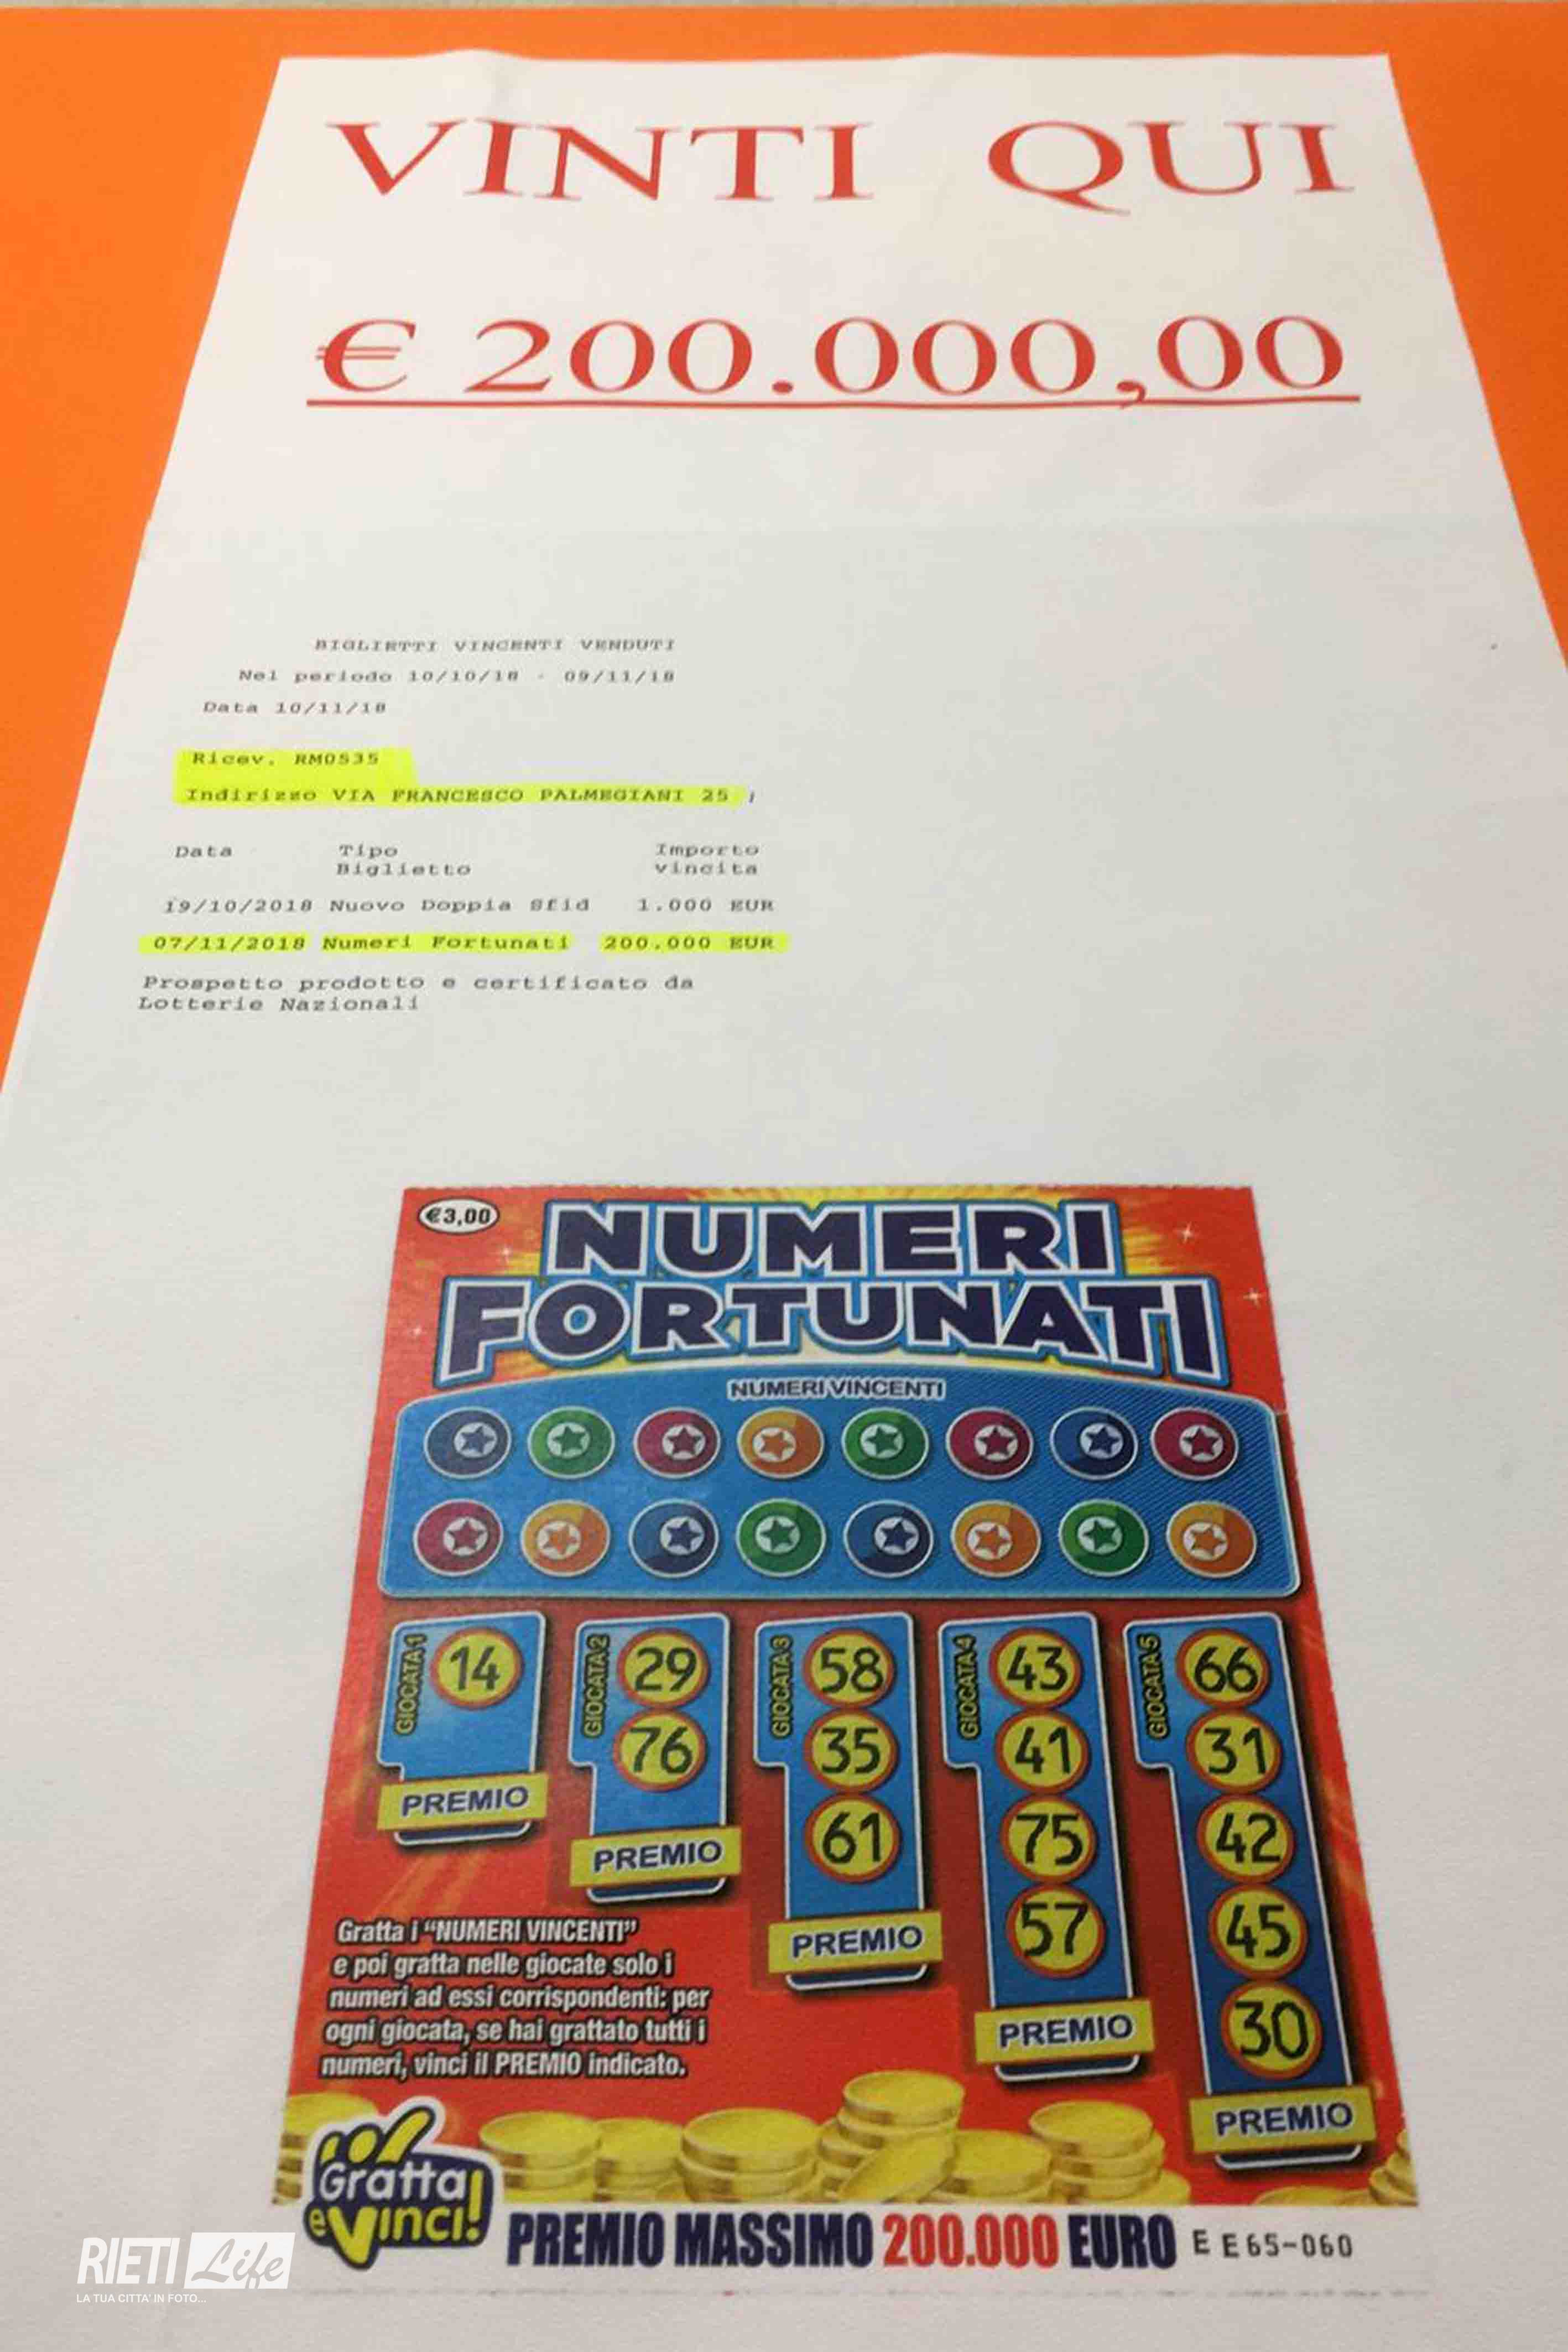 VINTI QUI
€ 200.000,00
BIGLIETTI VINCENTI VENDUTI
Nel periodo 10/10/18 - 09/11/18
Data 10/11/18
Ricev. RM0535
Indirizzo VIA FRANCESCO PALMEGIANI 25 ;
Data Tipo Importo
Biglietto vincita
19/10/2018 Nuovo Doppia Sfid 1.000 EUR
07/11/2018 Numeri Fortunati 200.000 EUR
Prospetto prodotto e certificato da
Lotterie Nazionali
€3,00
NUMERI
FORTUNATI
NUMERI VINCENTI
GIOCATA 1
14
PREMIO
GIOCATA 2
29
76
PREMIO
GIOCATA 3
58
35
61
PREMIO
GIOCATA 4
43
41
75
57
PREMIO
GIOCATA 5
66
31
42
45
30
PREMIO
Gratta i “NUMERI VINCENTI”
e poi gratta nelle giocate solo i
numeri ad essi corrispondenti: per
ogni giocata, se hai grattato tutti i
numeri, vinci il PREMIO indicato.
Gratta
e Vinci!
PREMIO MASSIMO 200.000 EURO E E65-060
RIETI Life
LA TUA CITTA' IN FOTO...